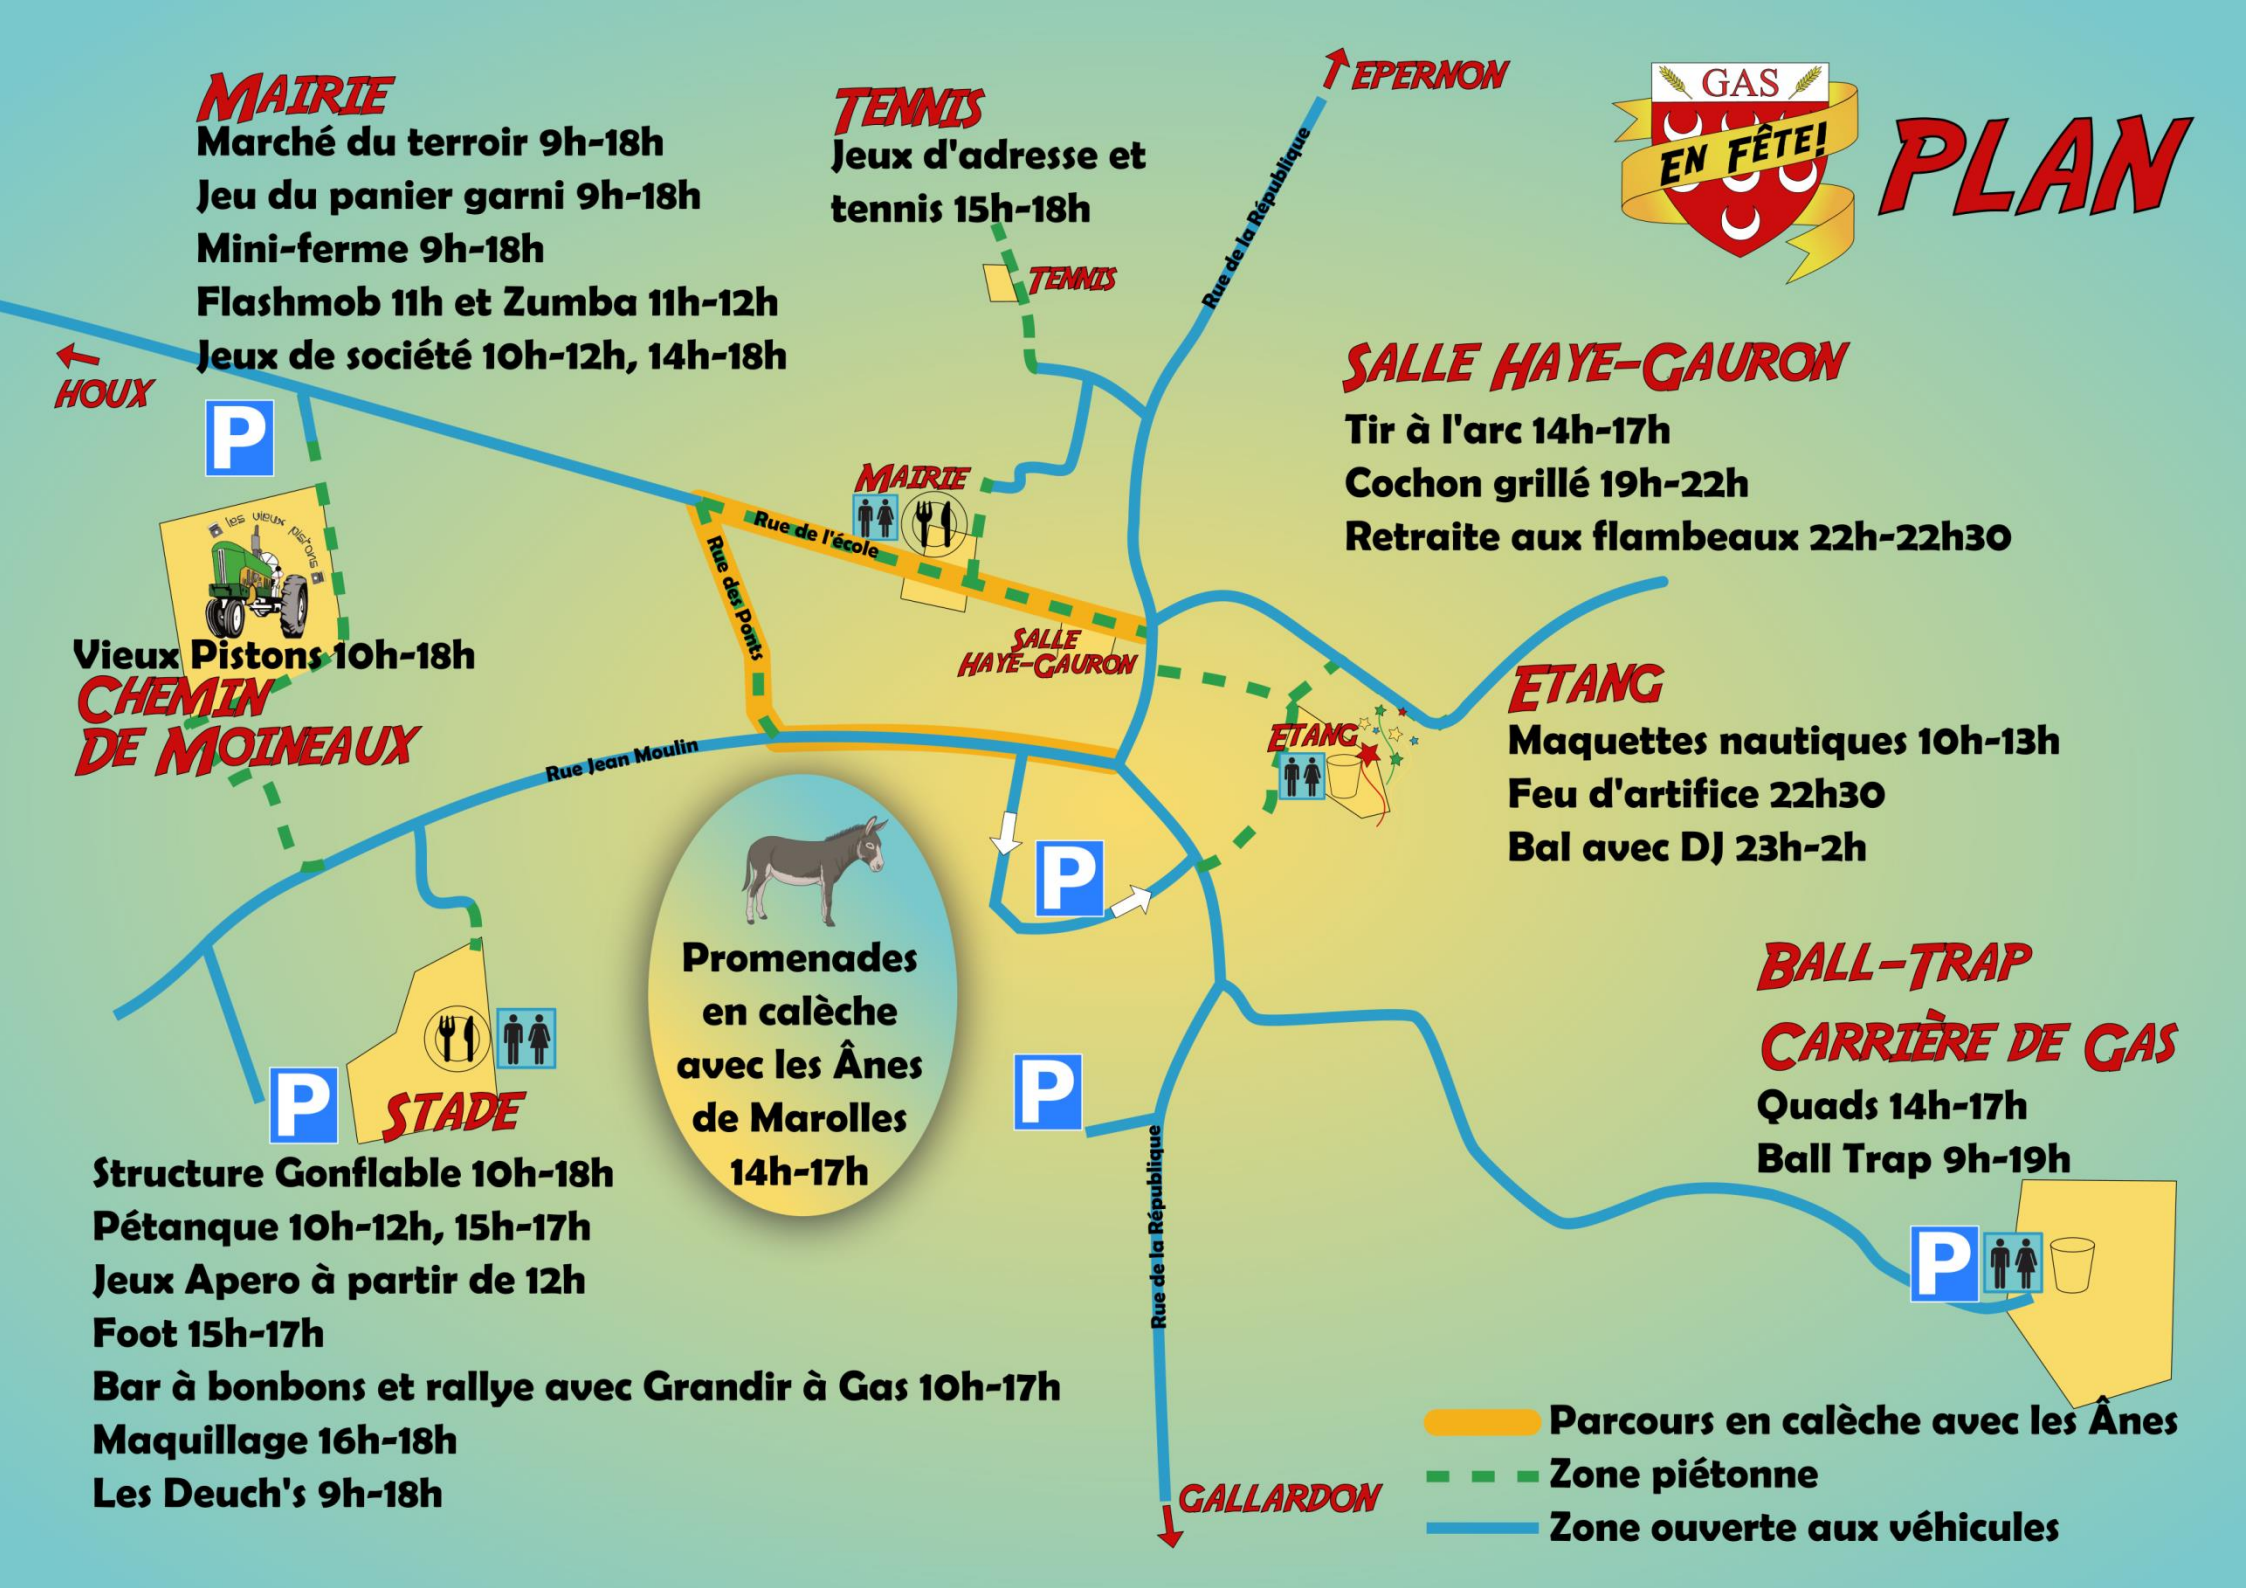 MAIRIE
Marché du terroir 9h-18h
Jeu du panier garni 9h-18h
Mini-ferme 9h-18h
Flashmob 11h et Zumba 11h-12h
Jeux de société 10h-12h, 14h-18h
TENNIS
Jeux d'adresse et
tennis 15h-18h
TENNIS
EPERNON
Rue de la République
GAS
EN FÊTE!
PLAN
HOUX
P
SALLE HAYE-GAURON
Tir à l'arc 14h-17h
Cochon grillé 19h-22h
Retraite aux flambeaux 22h-22h30
MAIRIE
Rue de l'école
Rue des Ponts
SALLE
HAYE-GAURON
les vieux pistons
Vieux Pistons 10h-18h
CHEMIN
DE MOINEAUX
Rue Jean Moulin
ETANG
ETANG
Maquettes nautiques 10h-13h
Feu d'artifice 22h30
Bal avec DJ 23h-2h
P
Promenades
en calèche
avec les Ânes
de Marolles
14h-17h
BALL-TRAP
CARRIÈRE DE GAS
Quads 14h-17h
Ball Trap 9h-19h
P
P
P
STADE
Structure Gonflable 10h-18h
Pétanque 10h-12h, 15h-17h
Jeux Apero à partir de 12h
Foot 15h-17h
Bar à bonbons et rallye avec Grandir à Gas 10h-17h
Maquillage 16h-18h
Les Deuch's 9h-18h
Rue de la République
GALLARDON
Parcours en calèche avec les Ânes
Zone piétonne
Zone ouverte aux véhicules